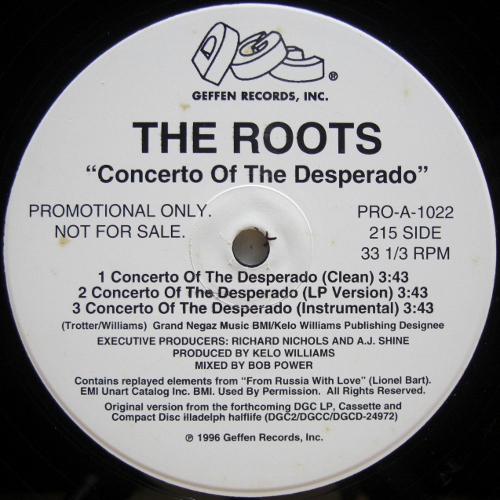 DGC
®
GEFFEN RECORDS, INC.
THE ROOTS
“Concerto Of The Desperado”
PROMOTIONAL ONLY.
NOT FOR SALE.
PRO-A-1022
215 SIDE
33 1/3 RPM
1 Concerto Of The Desperado (Clean) 3:43
2 Concerto Of The Desperado (LP Version) 3:43
3 Concerto Of The Desperado (Instrumental) 3:43
(Trotter/Williams) Grand Negaz Music BMI/Kelo Williams Publishing Designee
EXECUTIVE PRODUCERS: RICHARD NICHOLS AND A.J. SHINE
PRODUCED BY KELO WILLIAMS
MIXED BY BOB POWER
Contains replayed elements from “From Russia With Love” (Lionel Bart).
EMI Unart Catalog Inc. BMI. Used By Permission. All Rights Reserved.
Original version from the forthcoming DGC LP, Cassette and
Compact Disc illadelph halflife (DGC2/DGCC/DGCD-24972)
℗ 1996 Geffen Records, Inc.